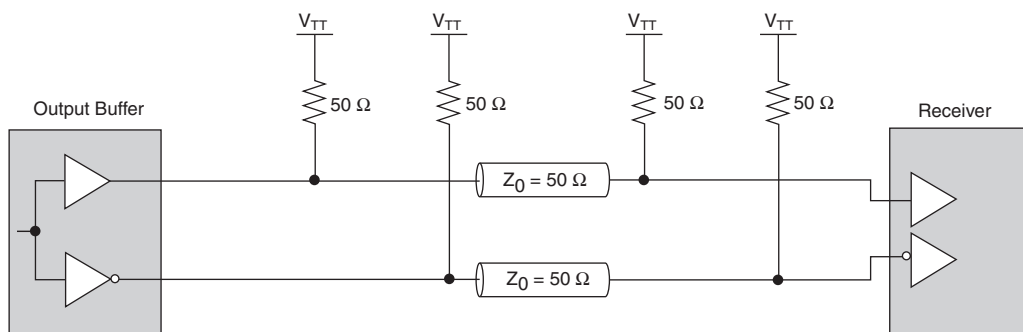 V_TT V_TT V_TT V_TT
50 Ω 50 Ω 50 Ω 50 Ω
Output Buffer
Receiver
Z_0 = 50 Ω
Z_0 = 50 Ω